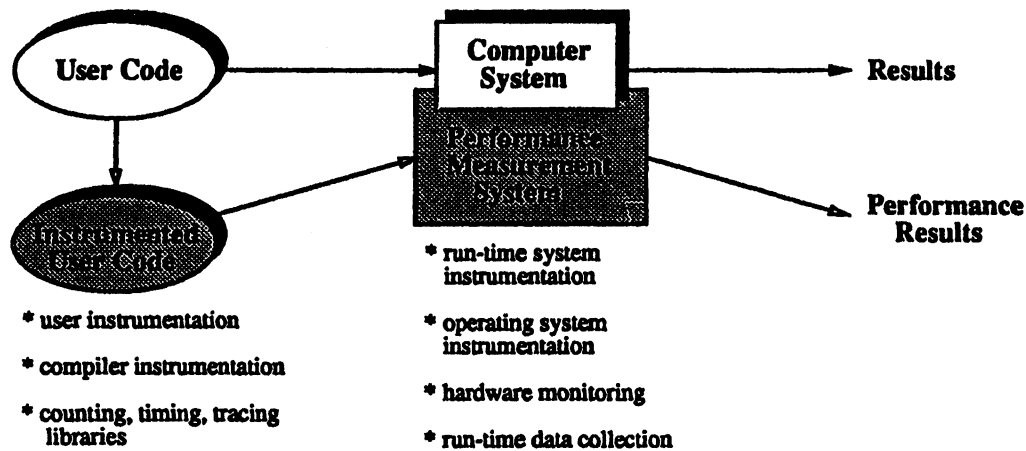 User Code
Computer
System
Results
Performance
Measurement
System
Instrumented
User Code
Performance
Results
* run-time system
instrumentation
* operating system
instrumentation
* hardware monitoring
* run-time data collection
* user instrumentation
* compiler instrumentation
* counting, timing, tracing
libraries